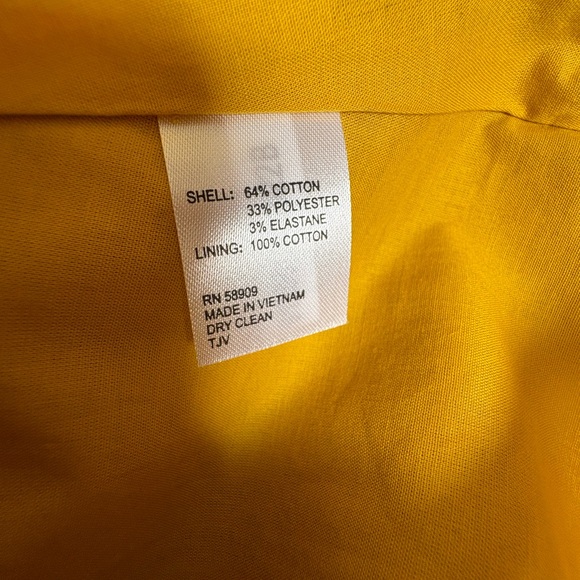 SHELL: 64% COTTON
33% POLYESTER
3% ELASTANE
LINING: 100% COTTON
RN 58909
MADE IN VIETNAM
DRY CLEAN
TJV